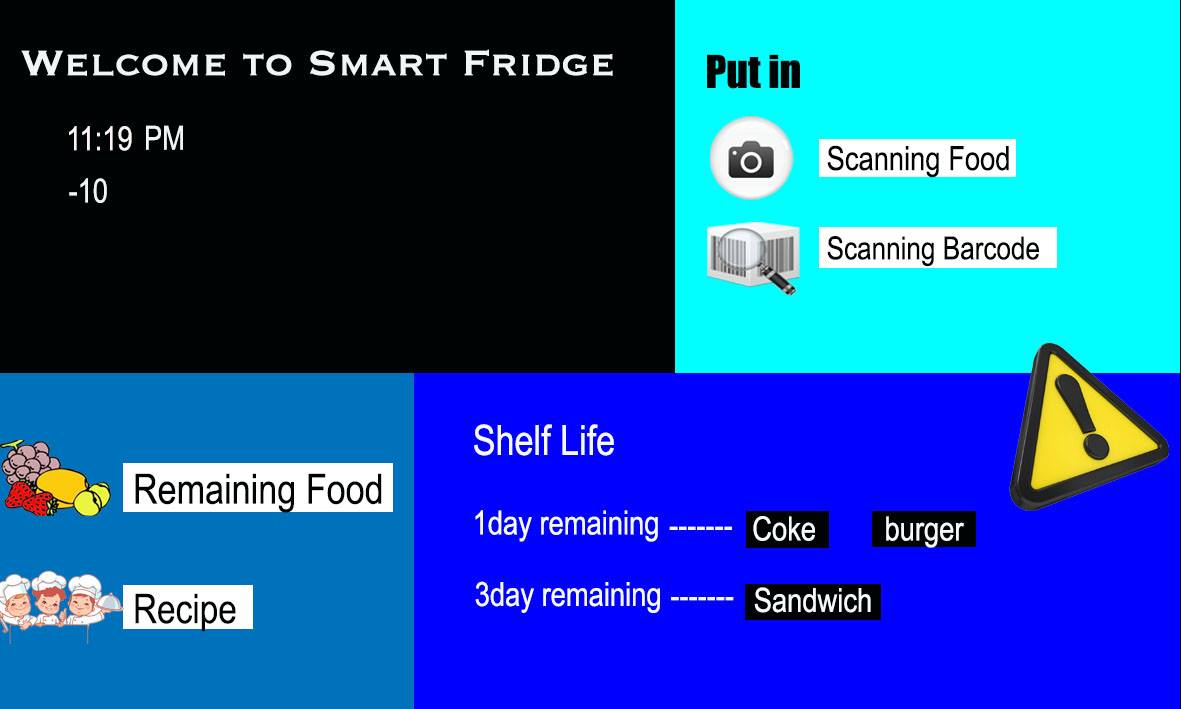 Welcome to Smart Fridge
11:19 PM
-10
Put in
Scanning Food
Scanning Barcode
Remaining Food
Recipe
Shelf Life
1day remaining ------- Coke burger
3day remaining ------- Sandwich